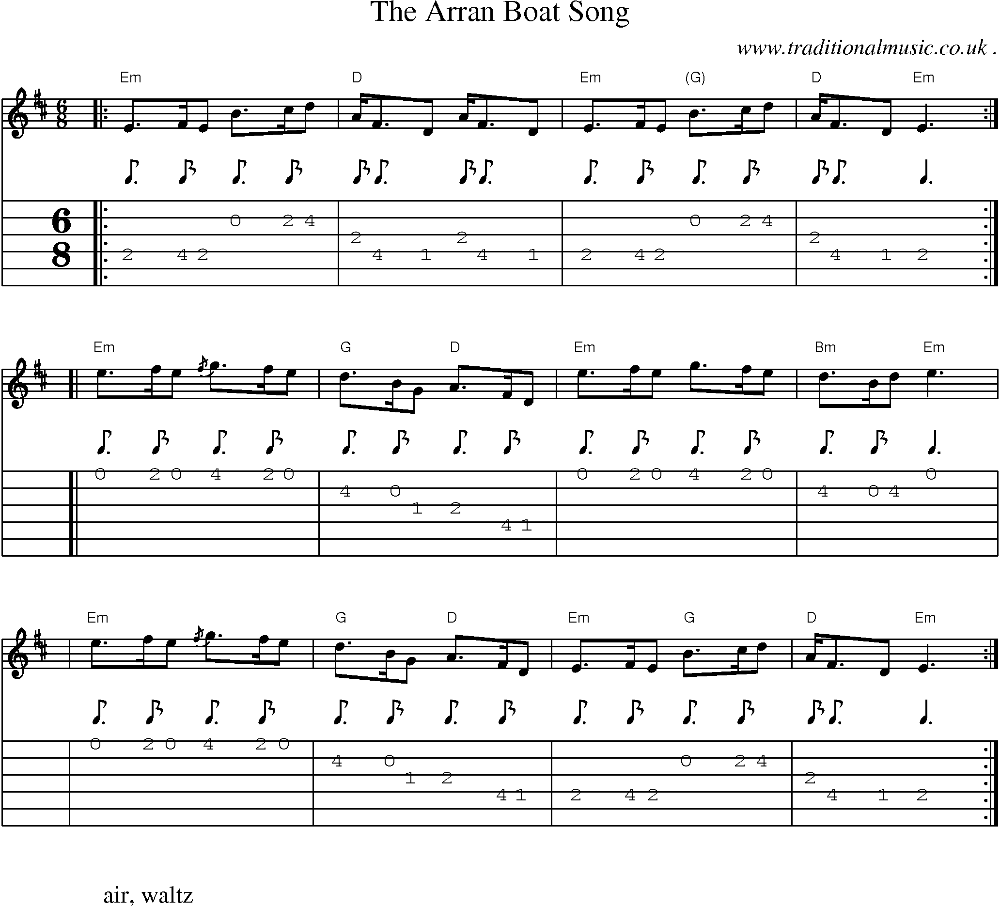 The Arran Boat Song
www.traditionalmusic.co.uk .
Em D Em (G) D Em
6
8
6
8
0 2 4 0 2 4
2 2 2
2 4 2 4 1 4 1 2 4 2 4 1 2
Em G D Em Bm Em
0 2 0 4 2 0 0 2 0 4 2 0 0
4 0 4 0 4
1 2
4 1
Em G D Em G D Em
0 2 0 4 2 0
4 0 0 2 4
1 2 2
4 1 2 4 2 4 1 2
air, waltz